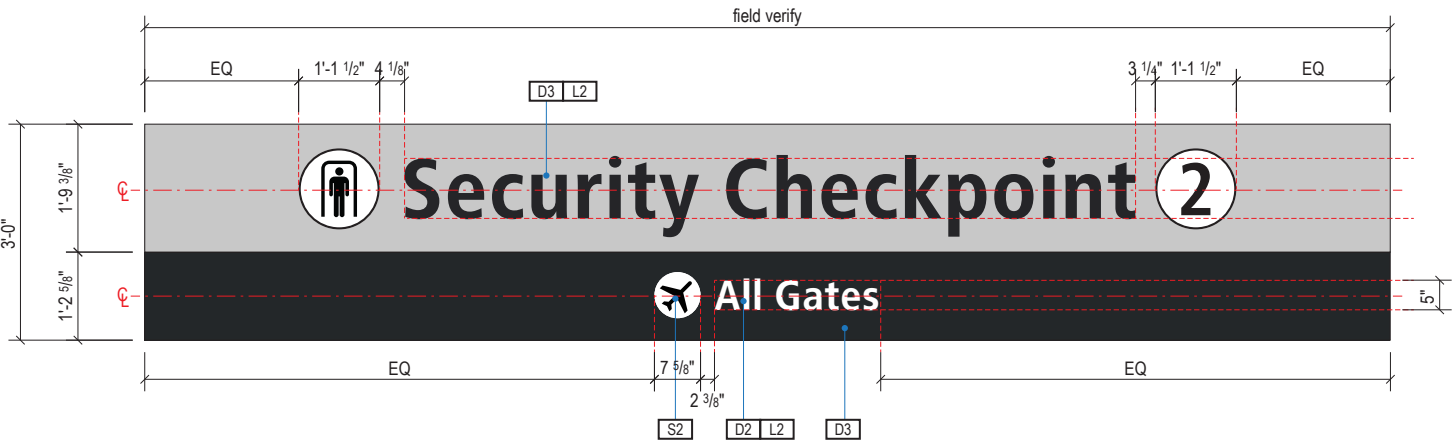 field verify
EQ 1'-1 1/2" 4 1/8" 3 1/4" 1'-1 1/2" EQ
D3 L2
3'-0" 1'-9 3/8" CL Security Checkpoint 2
1'-2 5/8" CL All Gates 5"
EQ 7 5/8" EQ
2 3/8"
S2 D2 L2 D3